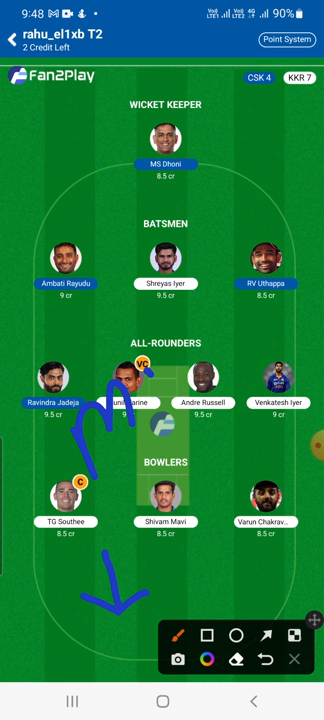 9:48 90%
rahu_el1xb T2
2 Credit Left
Point System
Fan2Play
CSK 4 KKR 7
WICKET KEEPER
MS Dhoni
8.5 cr
BATSMEN
Ambati Rayudu Shreyas Iyer RV Uthappa
9 cr 9.5 cr 8.5 cr
ALL-ROUNDERS
VC
Ravindra Jadeja Andre Russell Venkatesh Iyer
9.5 cr 9.5 cr 9 cr
BOWLERS
C
TG Southee Shivam Mavi Varun Chakrav...
8.5 cr 8.5 cr 8.5 cr